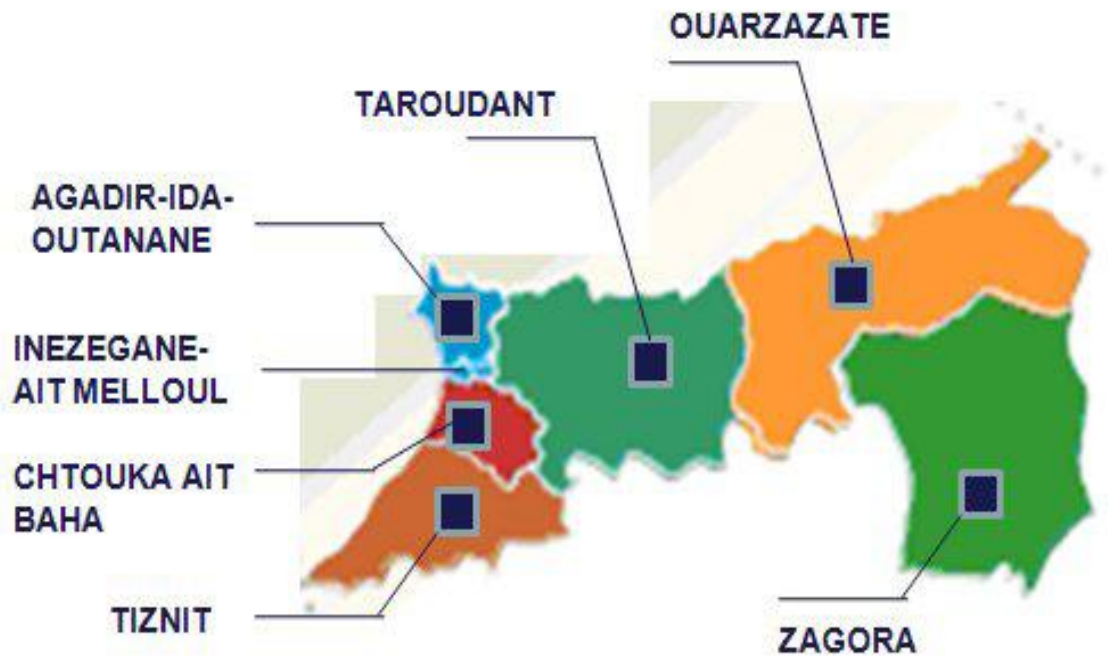 OUARZAZATE
TAROUDANT
AGADIR-IDA-
OUTANANE
INEZEGANE-
AIT MELLOUL
CHTOUKA AIT
BAHA
TIZNIT
ZAGORA